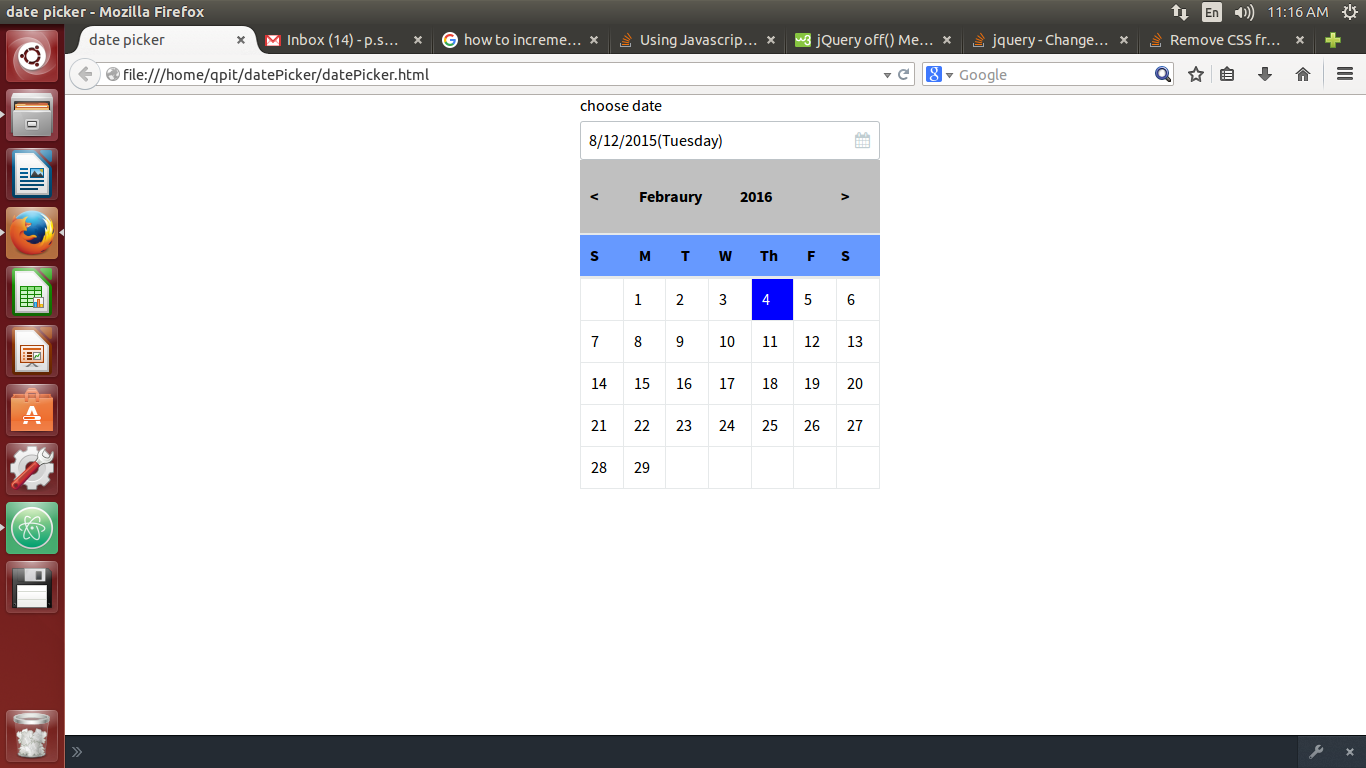 date picker - Mozilla Firefox
En
11:16 AM
date picker
Inbox (14) - p.s...
how to increme...
Using Javascrip...
jQuery off() Me...
jquery - Change...
Remove CSS fr...
file:///home/qpit/datePicker/datePicker.html
Google
choose date
8/12/2015(Tuesday)
< Febraury 2016 >
S M T W Th F S
1 2 3 4 5 6
7 8 9 10 11 12 13
14 15 16 17 18 19 20
21 22 23 24 25 26 27
28 29